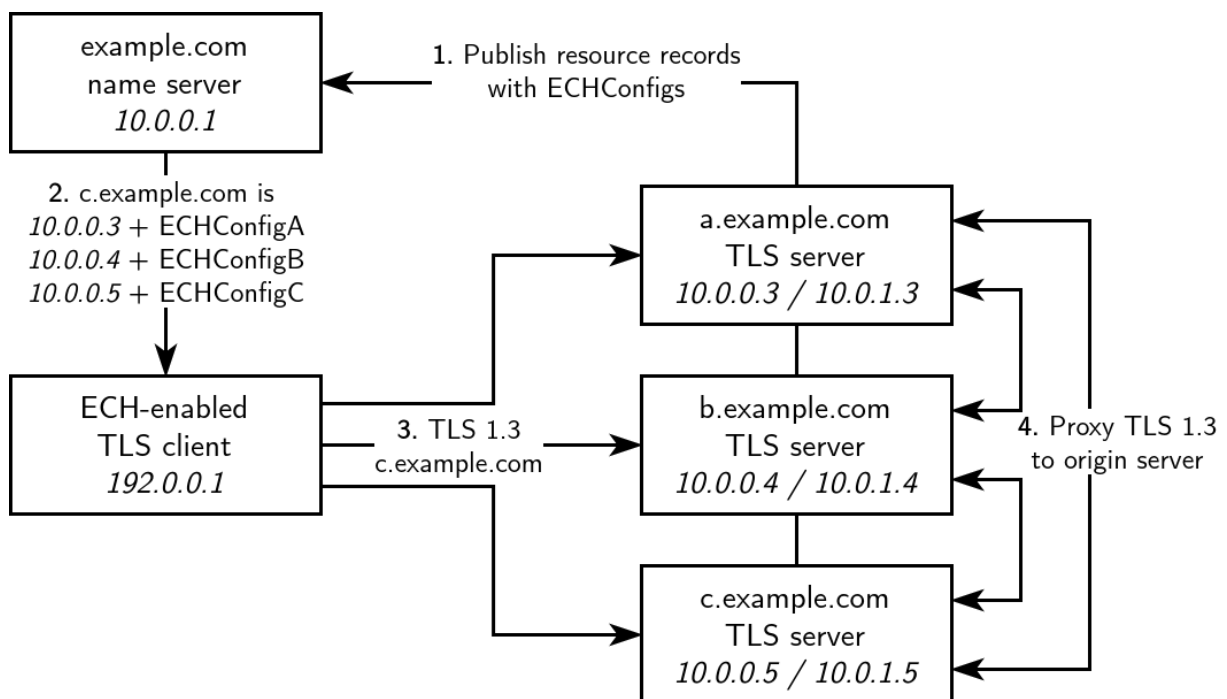 example.com
name server
10.0.0.1
1. Publish resource records
with ECHConfigs
2. c.example.com is
10.0.0.3 + ECHConfigA
10.0.0.4 + ECHConfigB
10.0.0.5 + ECHConfigC
a.example.com
TLS server
10.0.0.3 / 10.0.1.3
ECH-enabled
TLS client
192.0.0.1
3. TLS 1.3
c.example.com
b.example.com
TLS server
10.0.0.4 / 10.0.1.4
4. Proxy TLS 1.3
to origin server
c.example.com
TLS server
10.0.0.5 / 10.0.1.5